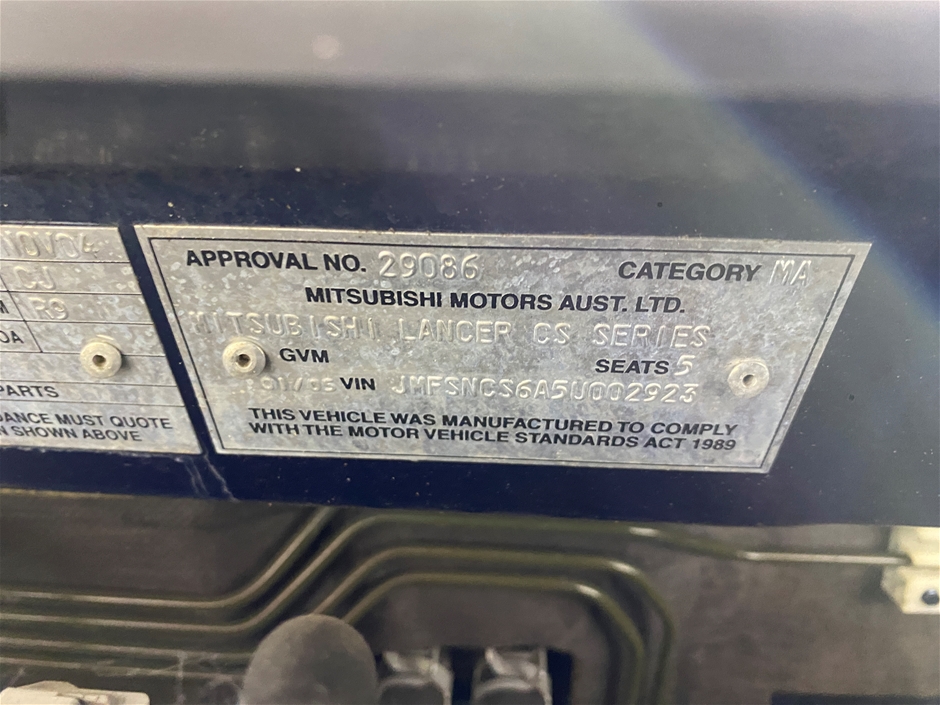 10V04
CJ
M R9
OA
PARTS
DANCE MUST QUOTE
N SHOWN ABOVE
APPROVAL NO. 29086 CATEGORY MA
MITSUBISHI MOTORS AUST. LTD.
MITSUBISHI LANCER CS SERIES
GVM SEATS 5
01/05 VIN JMFSNCS6A5U002923
THIS VEHICLE WAS MANUFACTURED TO COMPLY
WITH THE MOTOR VEHICLE STANDARDS ACT 1989